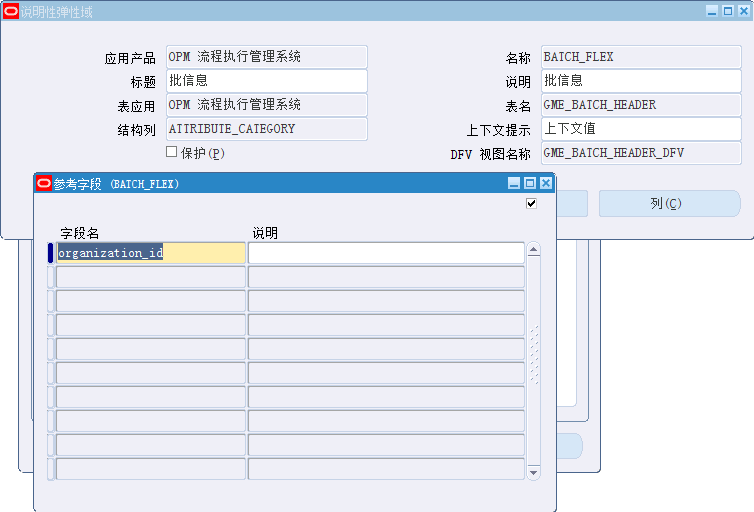 说明性弹性域
应用产品 OPM 流程执行管理系统 名称 BATCH_FLEX
标题 批信息 说明 批信息
表应用 OPM 流程执行管理系统 表名 GME_BATCH_HEADER
结构列 ATTRIBUTE_CATEGORY 上下文提示 上下文值
保护(P) DFV 视图名称 GME_BATCH_HEADER_DFV
列(C)
参考字段 (BATCH_FLEX)
字段名 说明
organization_id